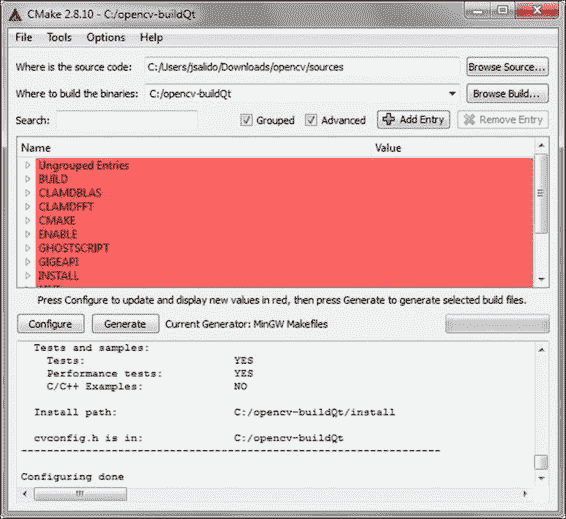 CMake 2.8.10 - C:/opencv-buildQt
File Tools Options Help
Where is the source code: C:/Users/jsalido/Downloads/opencv/sources Browse Source...
Where to build the binaries: C:/opencv-buildQt Browse Build...
Search: Grouped Advanced Add Entry Remove Entry
Name Value
Ungrouped Entries
BUILD
CLAMDBLAS
CLAMDFFT
CMAKE
ENABLE
GHOSTSCRIPT
GIGEAPI
INSTALL
Press Configure to update and display new values in red, then press Generate to generate selected build files.
Configure Generate Current Generator: MinGW Makefiles
Tests and samples:
Tests: YES
Performance tests: YES
C/C++ Examples: NO
Install path: C:/opencv-buildQt/install
cvconfig.h is in: C:/opencv-buildQt
-----------------------------------------------------------------
Configuring done